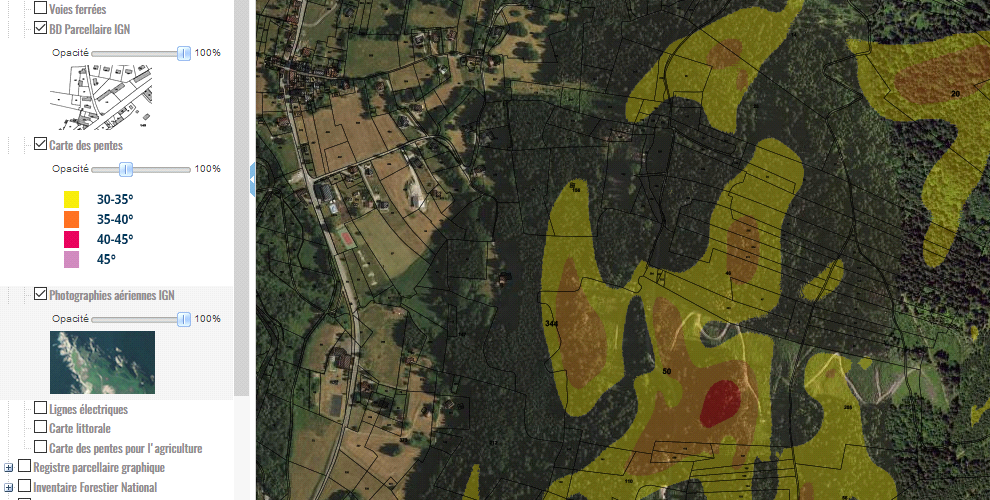 Voies ferrées
BD Parcellaire IGN
Opacité 100%
Carte des pentes
Opacité 100%
30-35°
35-40°
40-45°
45°
Photographies aériennes IGN
Opacité 100%
Lignes électriques
Carte littorale
Carte des pentes pour l'agriculture
Registre parcellaire graphique
Inventaire Forestier National
20
344
50